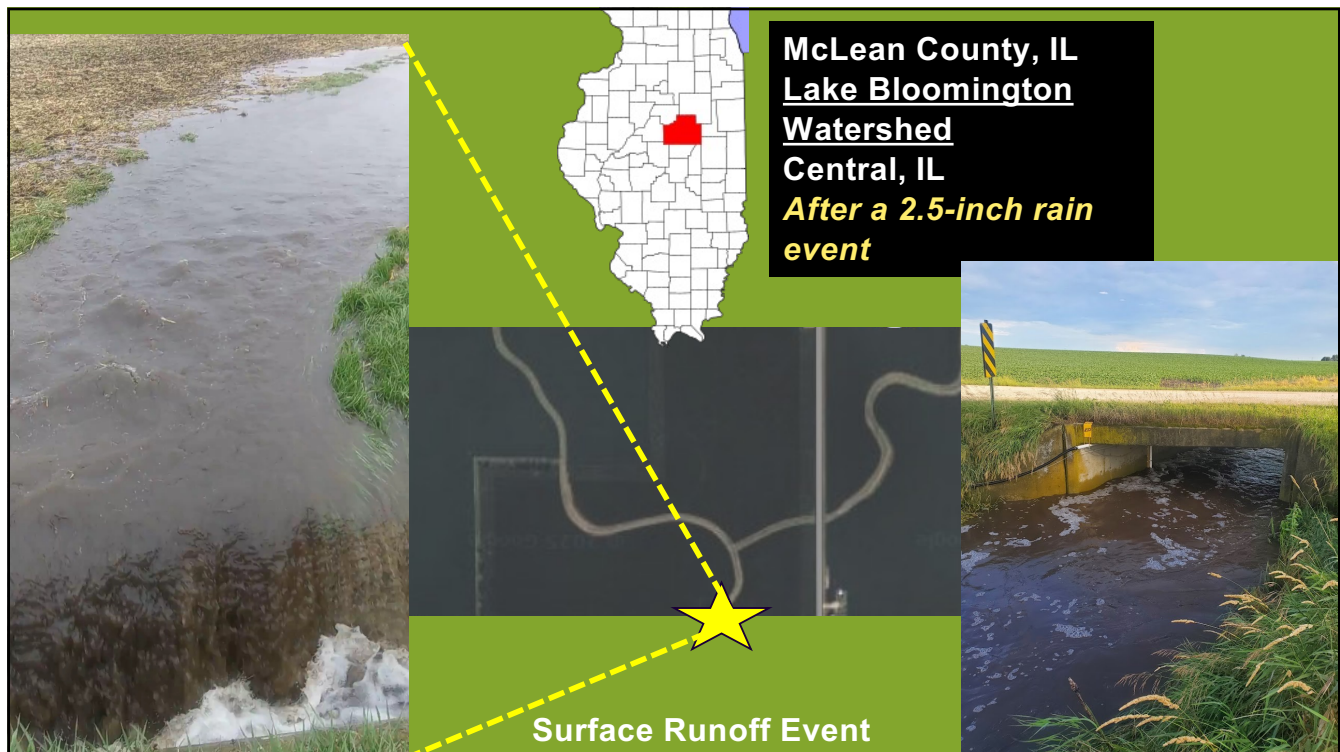 McLean County, IL
Lake Bloomington
Watershed
Central, IL
After a 2.5-inch rain
event
Surface Runoff Event